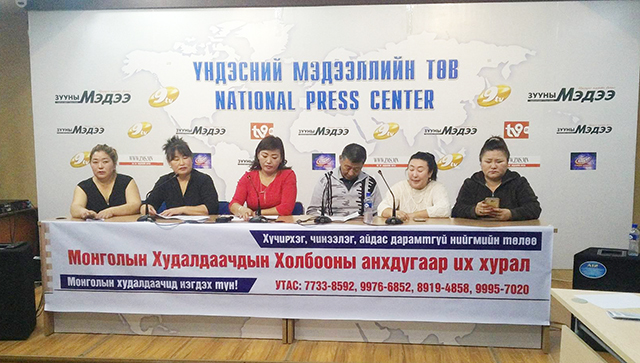 ҮНДЭСНИЙ МЭДЭЭЛЛИЙН ТӨВ
NATIONAL PRESS CENTER
ЗУУНЫ МЭДЭЭ
ЗУУНЫ МЭДЭЭ
ЗУУНЫ МЭДЭЭ
ЗУУНЫ МЭДЭЭ
ЗУУНЫ МЭДЭЭ
Хүчирхэг, чинээлэг, айдас дарамтгүй нийгмийн төлөө
Монголын Худалдаачдын Холбооны анхдугаар их хурал
Монголын худалдаачид нэгдэх түн!
УТАС: 7733-8592, 9976-6852, 8919-4858, 9995-7020